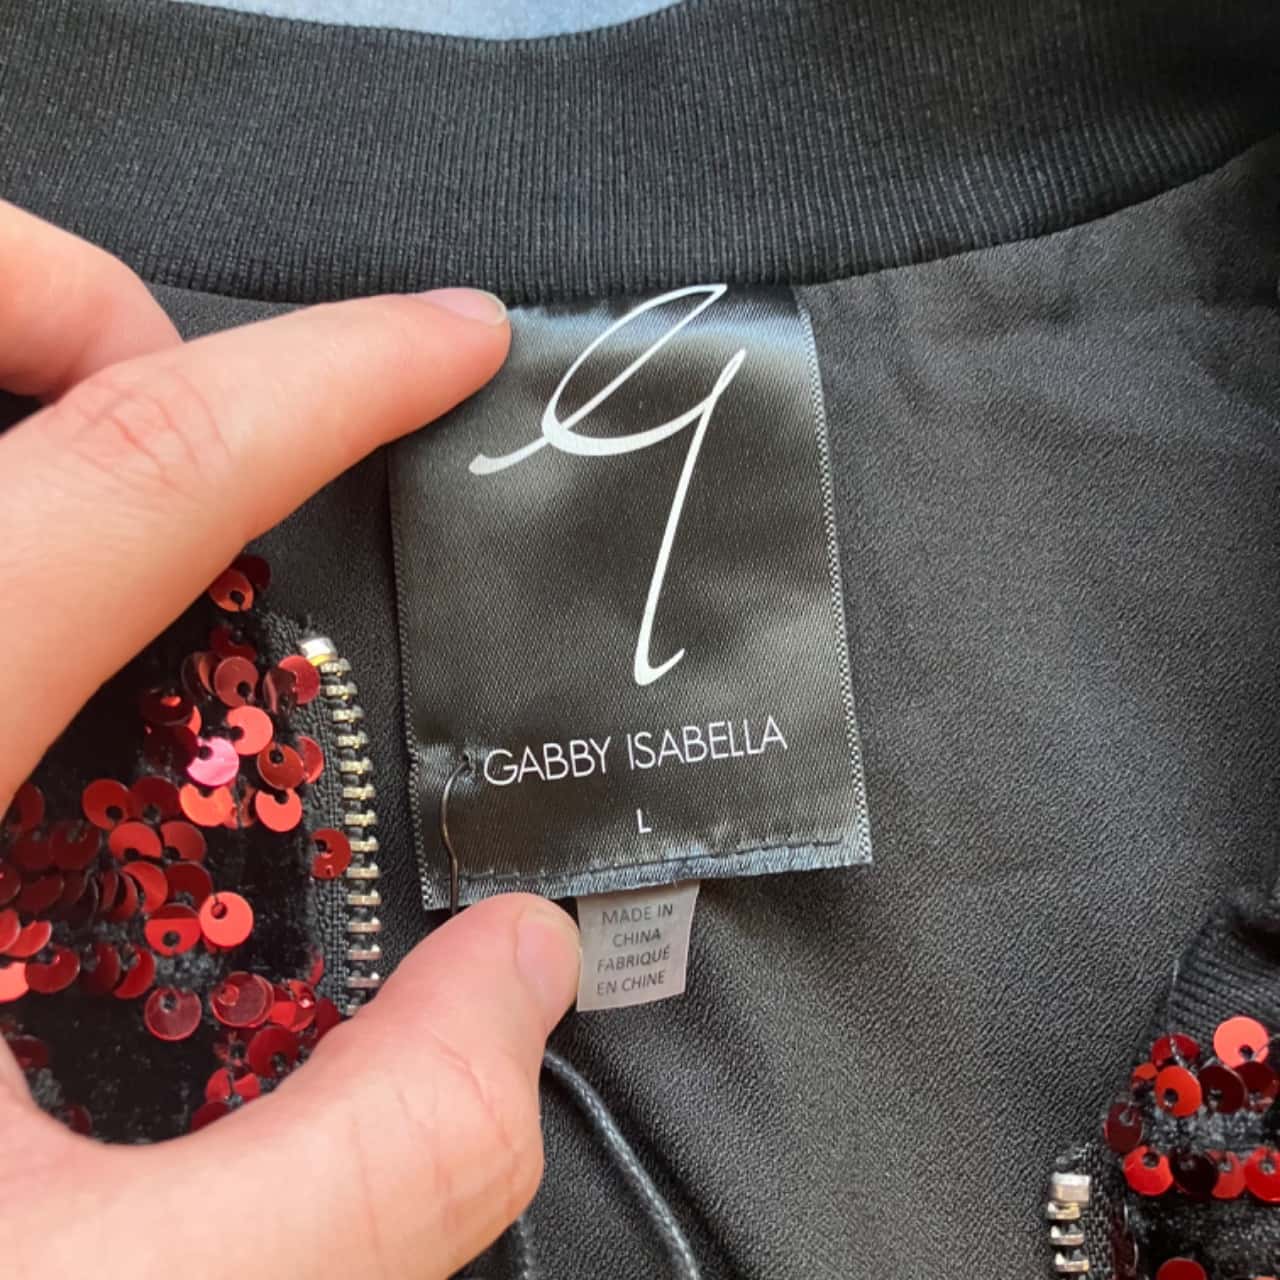 GABBY ISABELLA
L
MADE IN
CHINA
FABRIQUÉ
EN CHINE